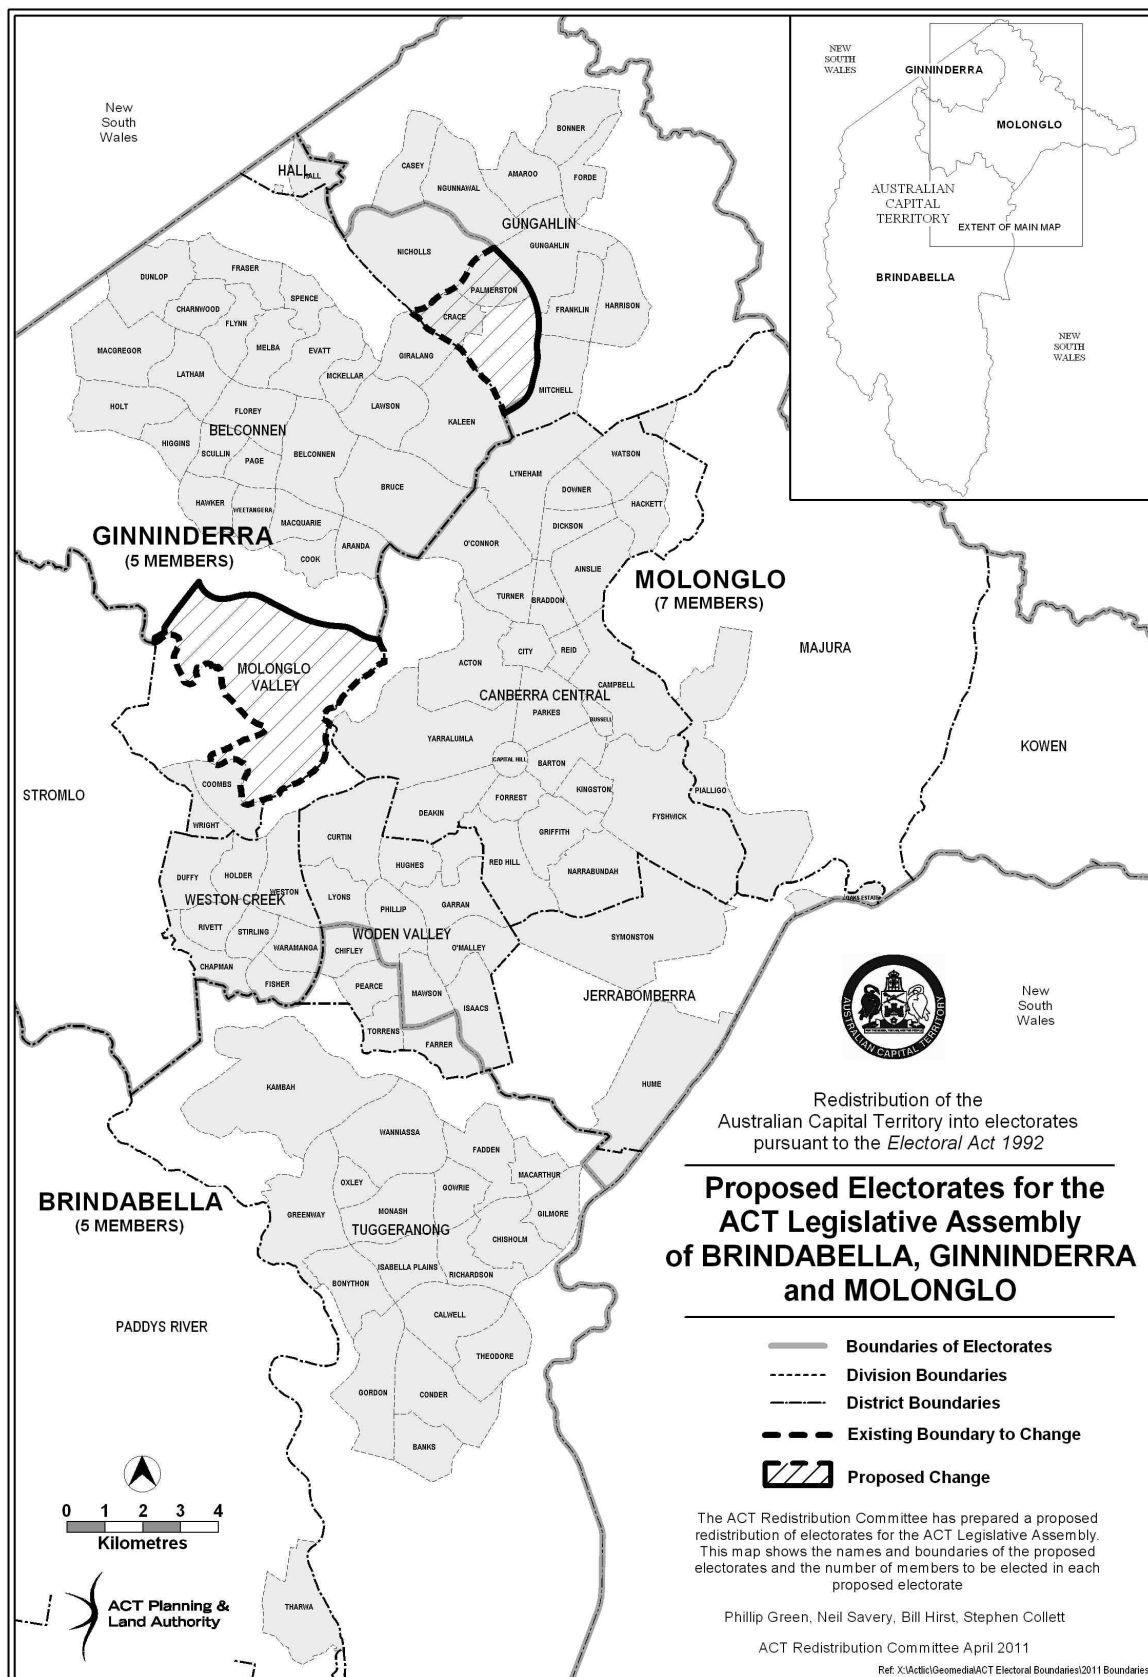 New
South
Wales
NEW
SOUTH
WALES
GINNINDERRA
MOLONGLO
AUSTRALIAN
CAPITAL
TERRITORY
EXTENT OF MAIN MAP
BRINDABELLA
NEW
SOUTH
WALES
BONNER
HALL
HALL
CASEY
NGUNNAWAL
AMAROO
FORDE
GUNGAHLIN
NICHOLLS
GUNGAHLIN
DUNLOP
FRASER
SPENCE
PALMERSTON
CHARNWOOD
FLYNN
CRACE
FRANKLIN
HARRISON
MACGREGOR
MELBA
EVATT
GIRALANG
LATHAM
MCKELLAR
MITCHELL
HOLT
FLOREY
LAWSON
BELCONNEN
KALEEN
HIGGINS
SCULLIN
PAGE
BELCONNEN
WATSON
LYNEHAM
BRUCE
DOWNER
HAWKER
WEETANGERA
HACKETT
MACQUARIE
DICKSON
GINNINDERRA
(5 MEMBERS)
COOK
ARANDA
O'CONNOR
AINSLIE
MOLONGLO
(7 MEMBERS)
TURNER
BRADDON
CITY
REID
MAJURA
MOLONGLO
VALLEY
ACTON
CAMPBELL
CANBERRA CENTRAL
PARKES
RUSSELL
YARRALUMLA
KOWEN
CAPITAL HILL
BARTON
STROMLO
COOMBS
KINGSTON
PIALLIGO
FORREST
WRIGHT
DEAKIN
FYSHWICK
CURTIN
GRIFFITH
HUGHES
RED HILL
NARRABUNDAH
DUFFY
HOLDER
WESTON
WESTON CREEK
LYONS
PHILLIP
GARRAN
OAKS ESTATE
RIVETT
STIRLING
WODEN VALLEY
SYMONSTON
WARAMANGA
CHIFLEY
O'MALLEY
CHAPMAN
FISHER
PEARCE
MAWSON
ISAACS
JERRABOMBERRA
New
South
Wales
TORRENS
FARRER
AUSTRALIAN CAPITAL TERRITORY
KAMBAH
HUME
WANNIASSA
FADDEN
MACARTHUR
OXLEY
GOWRIE
BRINDABELLA
(5 MEMBERS)
GREENWAY
MONASH
GILMORE
TUGGERANONG
CHISHOLM
ISABELLA PLAINS
RICHARDSON
BONYTHON
CALWELL
PADDYS RIVER
THEODORE
GORDON
CONDER
BANKS
THARWA
Redistribution of the
Australian Capital Territory into electorates
pursuant to the Electoral Act 1992
Proposed Electorates for the
ACT Legislative Assembly
of BRINDABELLA, GINNINDERRA
and MOLONGLO
Boundaries of Electorates
Division Boundaries
District Boundaries
Existing Boundary to Change
Proposed Change
The ACT Redistribution Committee has prepared a proposed
redistribution of electorates for the ACT Legislative Assembly.
This map shows the names and boundaries of the proposed
electorates and the number of members to be elected in each
proposed electorate
Phillip Green, Neil Savery, Bill Hirst, Stephen Collett
ACT Redistribution Committee April 2011
Ref: X:\Actlic\Geomedia\ACT Electoral Boundaries\2011 Boundaries
0 1 2 3 4
Kilometres
ACT Planning &
Land Authority